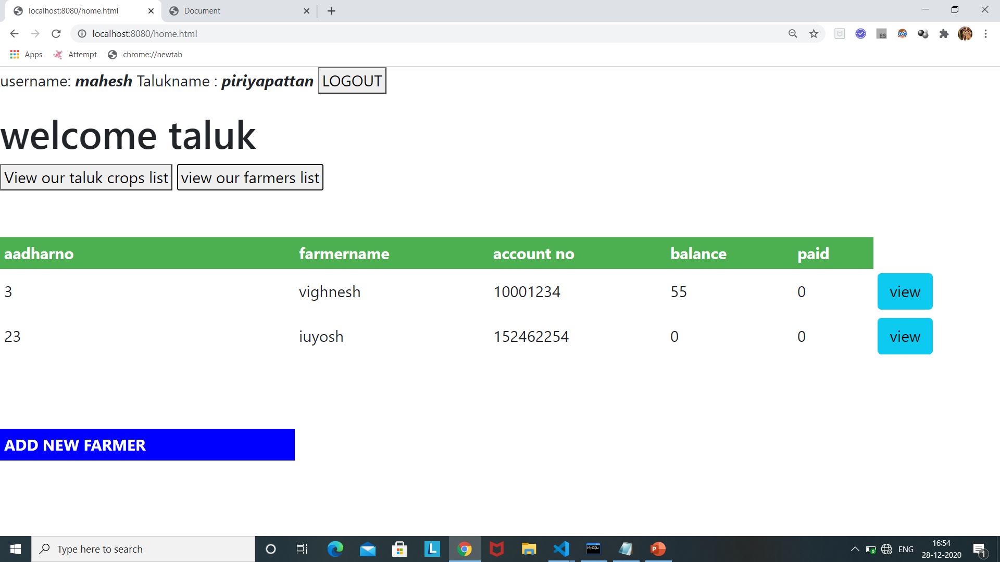 localhost:8080/home.html
Document
localhost:8080/home.html
ES
Apps Attempt chrome://newtab
username: mahesh Talukname : piriyapattan LOGOUT
welcome taluk
View our taluk crops list view our farmers list
aadharno farmername account no balance paid
3 vighnesh 10001234 55 0 view
23 iuyosh 152462254 0 0 view
ADD NEW FARMER
Type here to search
L
MySQL
P
ENG
16:54
28-12-2020
1